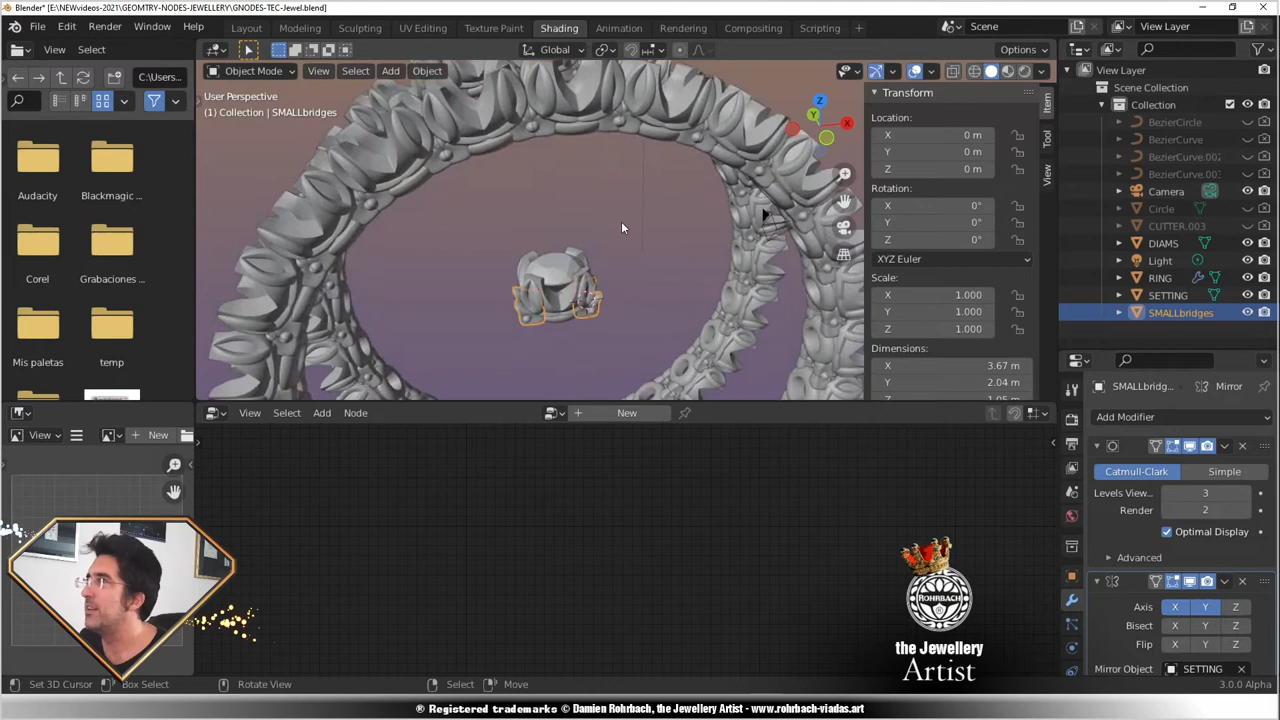 Blender* [E:\NEWvideos-2021\GEOMTRY-NODES-JEWELLERY\GNODES-TEC-Jewel.blend]
File Edit Render Window Help Layout Modeling Sculpting UV Editing Texture Paint Shading Animation Rendering Compositing Scripting + Scene View Layer
View Select Global Options
Object Mode View Select Add Object
C:\Users...
User Perspective
(1) Collection | SMALLbridges
Audacity Blackmagic ...
Corel Grabaciones ...
Mis paletas temp
Z
Y
X
Transform
Location:
X 0 m
Y 0 m
Z 0 m
Rotation:
X 0°
Y 0°
Z 0°
XYZ Euler
Scale:
X 1.000
Y 1.000
Z 1.000
Dimensions:
X 3.67 m
Y 2.04 m
Item
Tool
View
View Layer
Scene Collection
Collection
BezierCircle
BezierCurve
BezierCurve.002
BezierCurve.003
Camera
Circle
CUTTER.003
DIAMS
Light
RING
SETTING
SMALLbridges
SMALLbridg... Mirror
Add Modifier
Catmull-Clark Simple
Levels View... 3
Render 2
Optimal Display
Advanced
Axis X Y Z
Bisect X Y Z
Flip X Y Z
Mirror Object SETTING
View Select Add Node + New
View + New
ROHRBACH
the Jewellery
Artist
Set 3D Cursor Box Select Rotate View Select Move 3.0.0 Alpha
® Registered trademarks © Damien Rohrbach, the Jewellery Artist - www.rohrbach-viadas.art